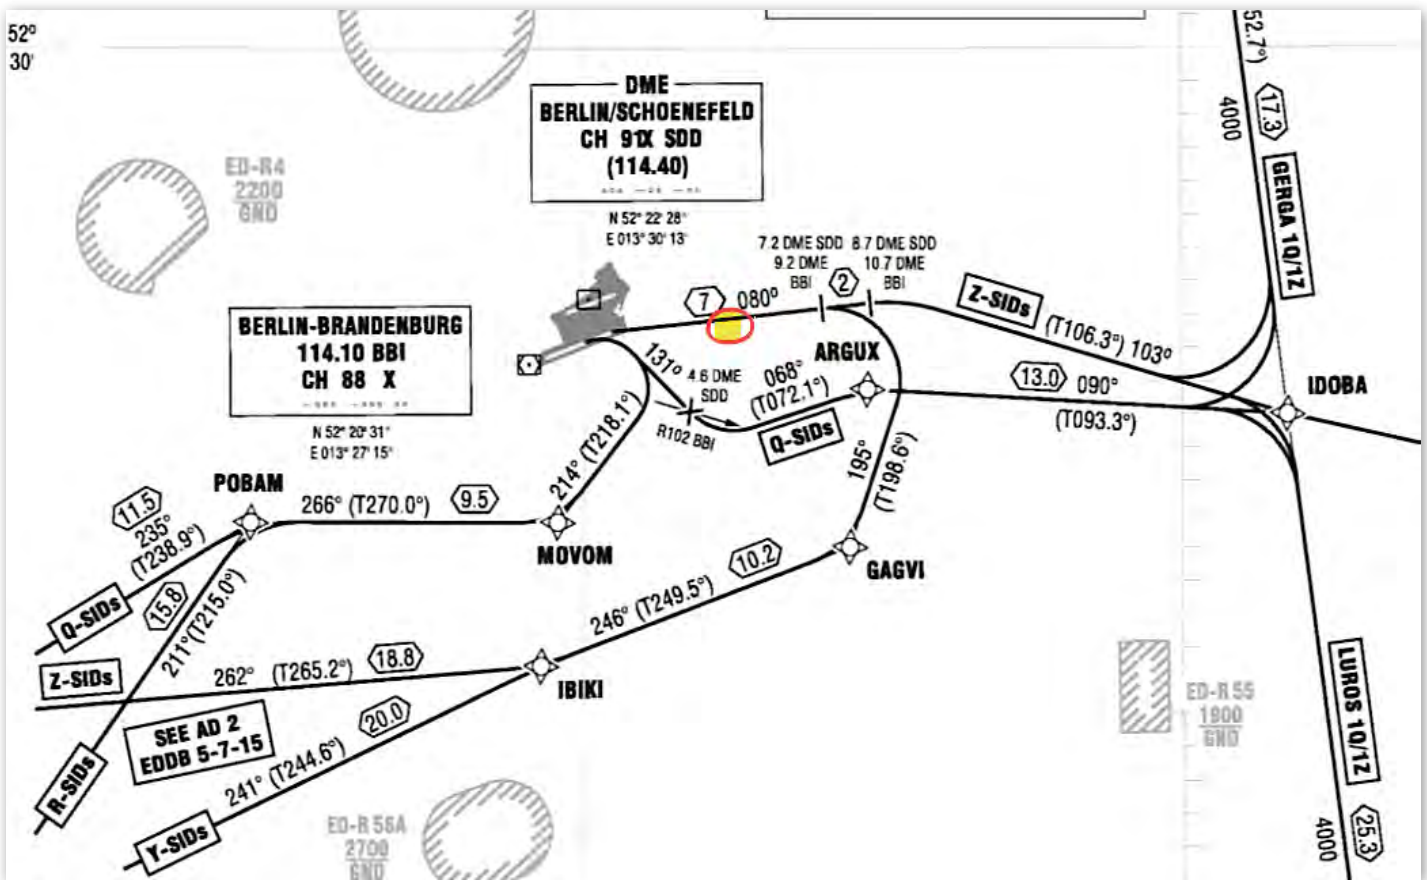 52°
30'
52.7°)
17.3
4000
GERGA 1Q/1Z
DME
BERLIN/SCHOENEFELD
CH 91X SDD
(114.40)
N 52° 22' 28"
E 013° 30' 13"
ED-R4
2200
GND
7.2 DME SDD
9.2 DME
BBI
8.7 DME SDD
10.7 DME
BBI
2
7
080°
Z-SIDs
(T106.3°) 103°
BERLIN-BRANDENBURG
114.10 BBI
CH 88 X
N 52° 20' 31"
E 013° 27' 15"
131°
4.6 DME
SDD
R102 BBI
068°
(T072.1°)
Q-SIDs
ARGUX
13.0
090°
(T093.3°)
IDOBA
214° (T218.1°)
195°
(T198.6°)
POBAM
266° (T270.0°)
9.5
MOVOM
GAGVI
11.5
235°
(T238.9°)
Q-SIDs
15.8
211°(T215.0°)
10.2
246° (T249.5°)
Z-SIDs
262° (T265.2°)
18.8
IBIKI
SEE AD 2
EDDB 5-7-15
20.0
241° (T244.6°)
R-SIDs
Y-SIDs
ED-R 55
1800
GND
ED-R 56A
2700
GND
LUROS 1Q/1Z
4000
25.3